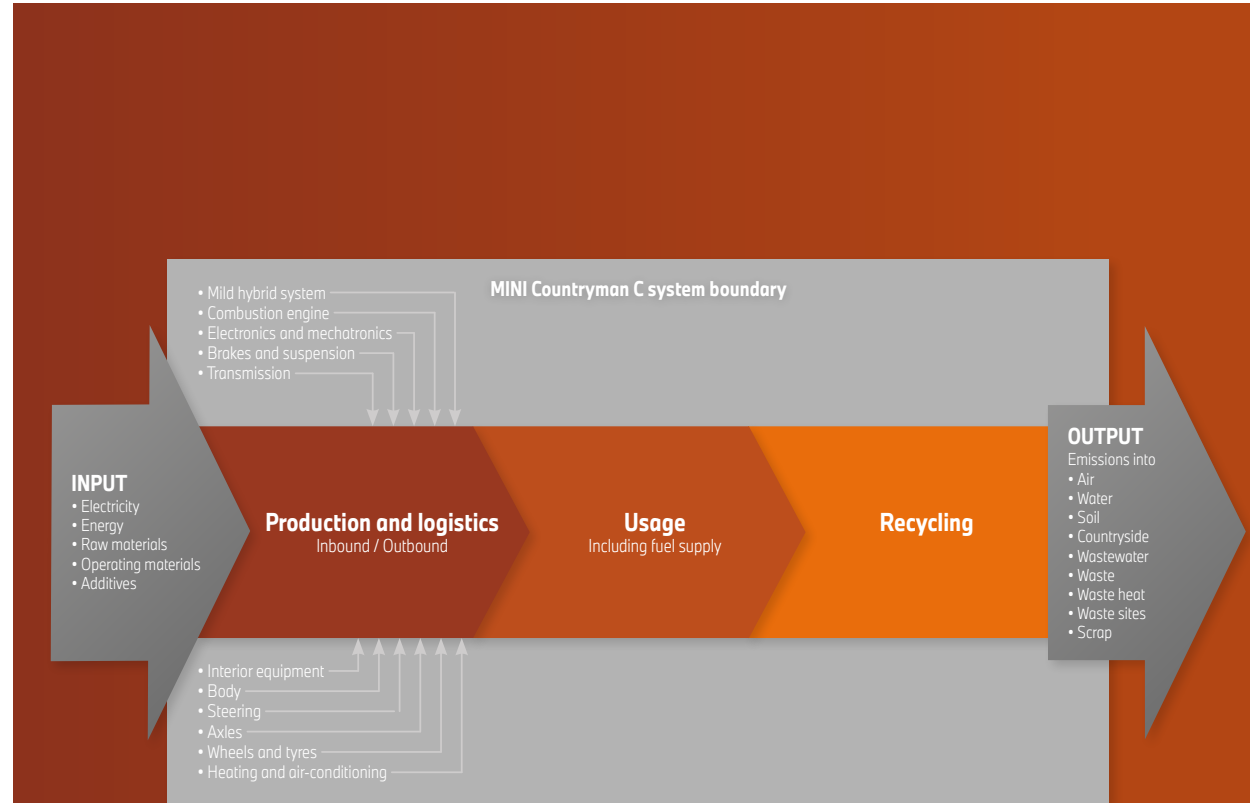 MINI Countryman C system boundary
• Mild hybrid system
• Combustion engine
• Electronics and mechatronics
• Brakes and suspension
• Transmission
INPUT
• Electricity
• Energy
• Raw materials
• Operating materials
• Additives
Production and logistics
Inbound / Outbound
Usage
Including fuel supply
Recycling
OUTPUT
Emissions into
• Air
• Water
• Soil
• Countryside
• Wastewater
• Waste
• Waste heat
• Waste sites
• Scrap
• Interior equipment
• Body
• Steering
• Axles
• Wheels and tyres
• Heating and air-conditioning